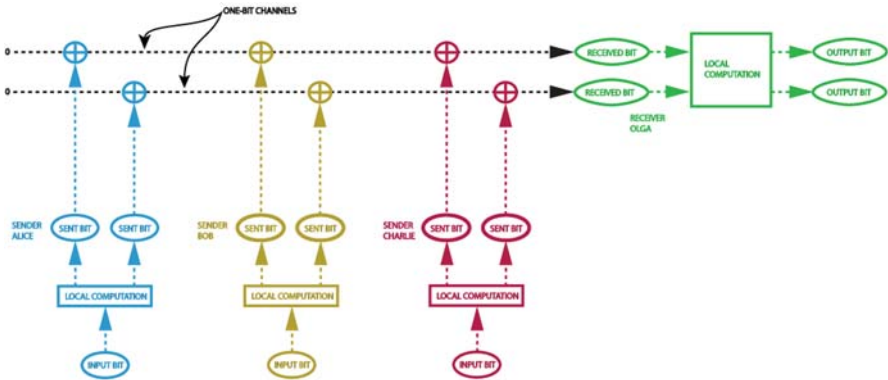 ONE-BIT CHANNELS
0
RECEIVED BIT
LOCAL
COMPUTATION
OUTPUT BIT
0
RECEIVED BIT
OUTPUT BIT
RECEIVER
OLGA
SENDER
ALICE
SENT BIT
SENT BIT
SENDER
BOB
SENT BIT
SENT BIT
SENDER
CHARLIE
SENT BIT
SENT BIT
LOCAL COMPUTATION
LOCAL COMPUTATION
LOCAL COMPUTATION
INPUT BIT
INPUT BIT
INPUT BIT